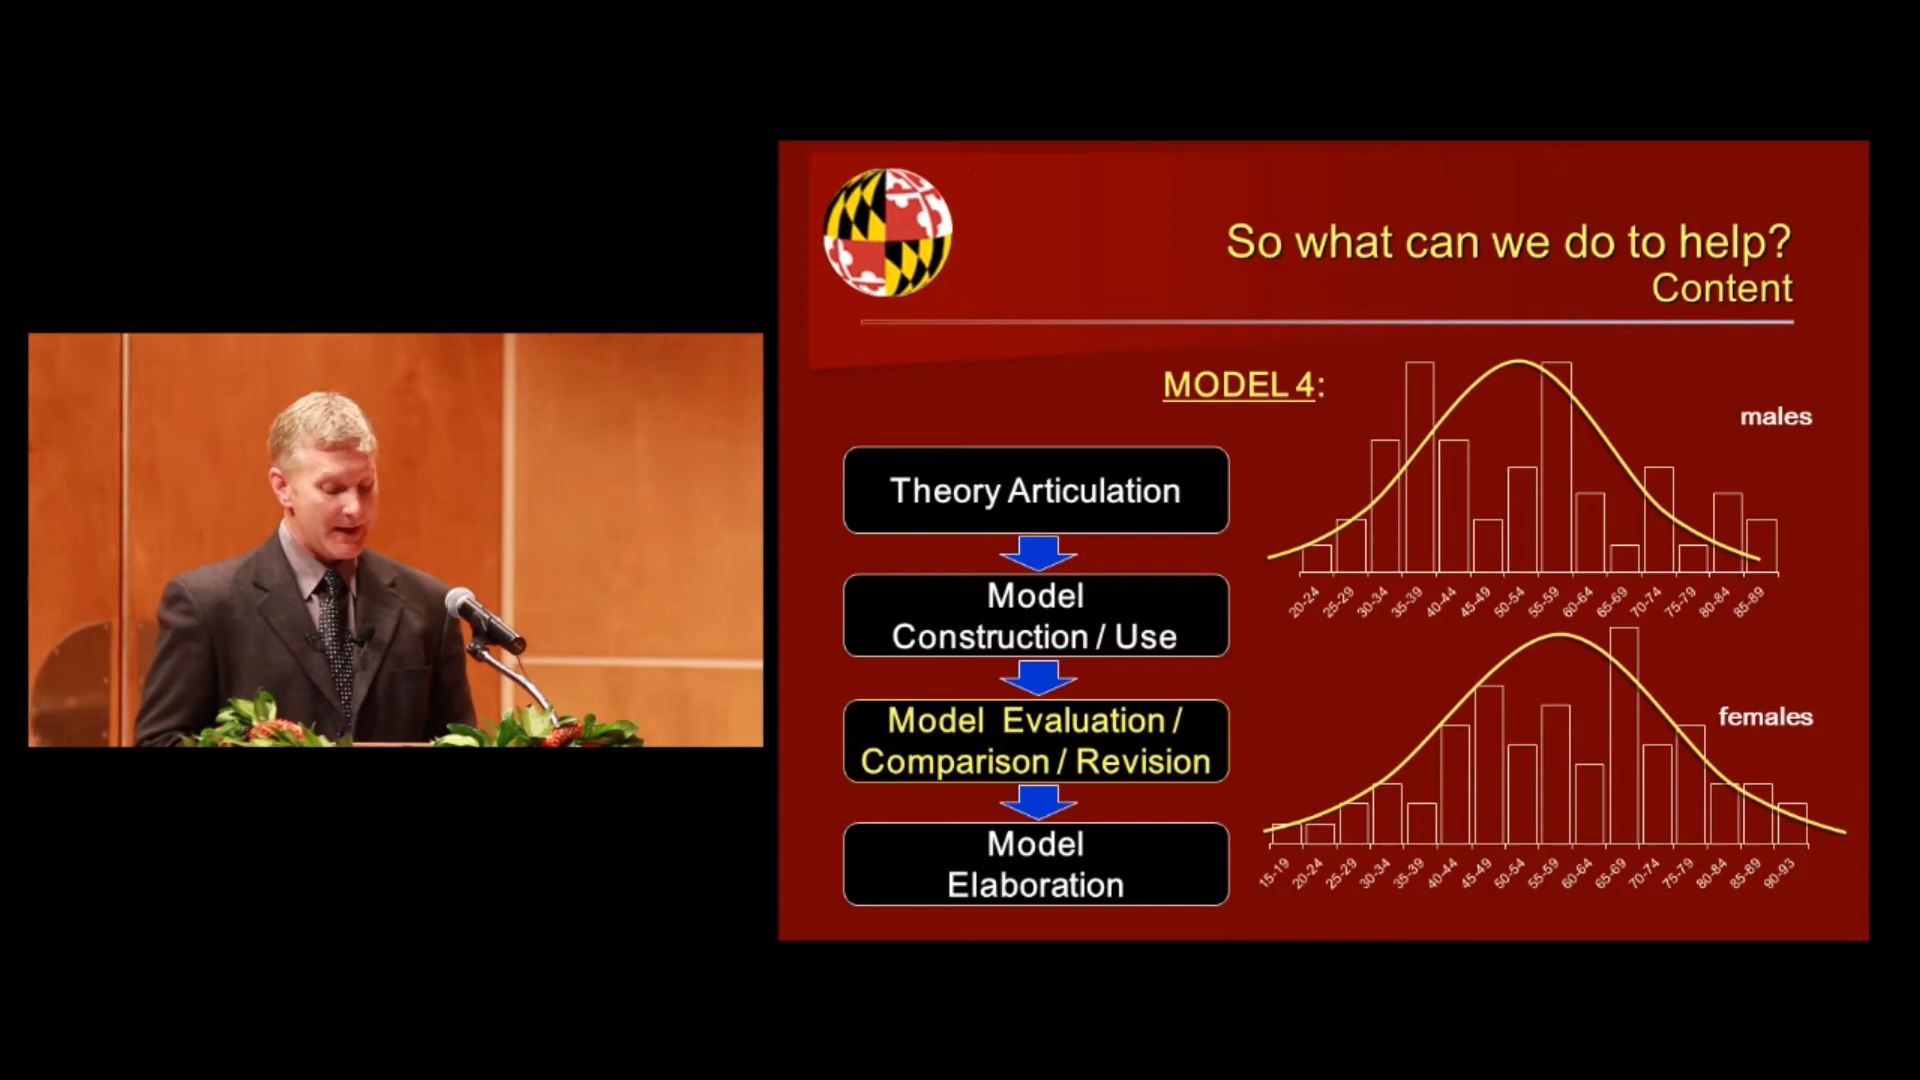 So what can we do to help?
Content
MODEL 4:
males
Theory Articulation
Model
Construction / Use
Model Evaluation /
Comparison / Revision
Model
Elaboration
20-24 25-29 30-34 35-39 40-44 45-49 50-54 55-59 60-64 65-69 70-74 75-79 80-84 85-89
females
15-19 20-24 25-29 30-34 35-39 40-44 45-49 50-54 55-59 60-64 65-69 70-74 75-79 80-84 85-89 90-93